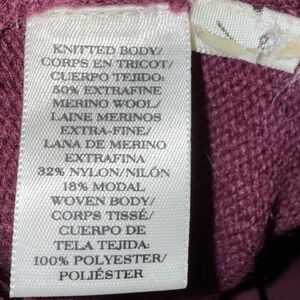 KNITTED BODY/
CORPS EN TRICOT/
CUERPO TEJIDO:
50% EXTRAFINE
MERINO WOOL/
LAINE MERINOS
EXTRA-FINE/
LANA DE MERINO
EXTRAFINA
32% NYLON/NILÓN
18% MODAL
WOVEN BODY/
CORPS TISSÉ/
CUERPO DE
TELA TEJIDA:
100% POLYESTER/
POLIÉSTER